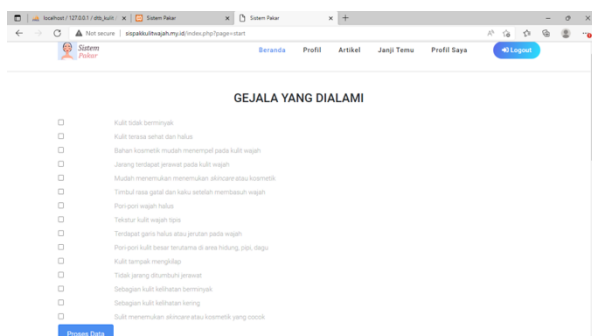 localhost / 127.0.0.1 / dtb_kulit /
Sistem Pakar
Sistem Pakar
Not secure | sispakkulitwajah.my.id/index.php?page=start
Sistem
Pakar
Beranda
Profil
Artikel
Janji Temu
Profil Saya
Logout
GEJALA YANG DIALAMI
Kulit tidak berminyak
Kulit terasa sehat dan halus
Bahan kosmetik mudah menempel pada kulit wajah
Jarang terdapat jerawat pada kulit wajah
Mudah menemukan menemukan skincare atau kosmetik
Timbul rasa gatal dan kaku setelah membasuh wajah
Pori-pori wajah halus
Tekstur kulit wajah tipis
Terdapat garis halus atau jerutan pada wajah
Pori-pori kulit besar terutama di area hidung, pipi, dagu
Kulit tampak mengkilap
Tidak jarang ditumbuhi jerawat
Sebagian kulit kelihatan berminyak
Sebagian kulit kelihatan kering
Sulit menemukan skincare atau kosmetik yang cocok
Proses Data